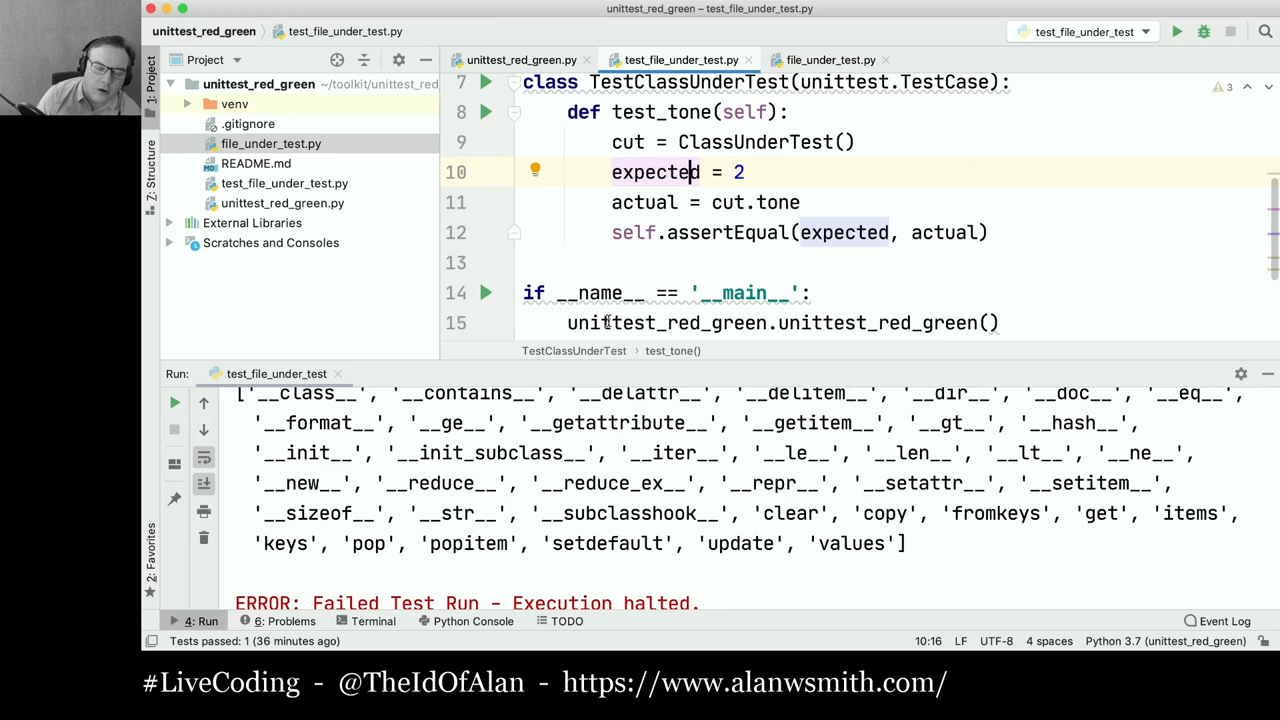 unittest_red_green – test_file_under_test.py
unittest_red_green test_file_under_test.py test_file_under_test
1: Project Project unittest_red_green.py test_file_under_test.py file_under_test.py
unittest_red_green ~/toolkit/unittest_red_
venv
.gitignore
file_under_test.py
README.md
test_file_under_test.py
unittest_red_green.py
External Libraries
Scratches and Consoles
Z: Structure
3
7 class TestClassUnderTest(unittest.TestCase):
8 def test_tone(self):
9 cut = ClassUnderTest()
10 expected = 2
11 actual = cut.tone
12 self.assertEqual(expected, actual)
13
14 if __name__ == '__main__':
15 unittest_red_green.unittest_red_green()
TestClassUnderTest test_tone()
Run: test_file_under_test
['__class__', '__contains__', '__delattr__', '__delitem__', '__dir__', '__doc__', '__eq__',
'__format__', '__ge__', '__getattribute__', '__getitem__', '__gt__', '__hash__',
'__init__', '__init_subclass__', '__iter__', '__le__', '__len__', '__lt__', '__ne__',
'__new__', '__reduce__', '__reduce_ex__', '__repr__', '__setattr__', '__setitem__',
'__sizeof__', '__str__', '__subclasshook__', 'clear', 'copy', 'fromkeys', 'get', 'items',
'keys', 'pop', 'popitem', 'setdefault', 'update', 'values']
ERROR: Failed Test Run – Execution halted.
2: Favorites
4: Run 6: Problems Terminal Python Console TODO Event Log
Tests passed: 1 (36 minutes ago) 10:16 LF UTF-8 4 spaces Python 3.7 (unittest_red_green)
#LiveCoding - @TheIdOfAlan - https://www.alanwsmith.com/